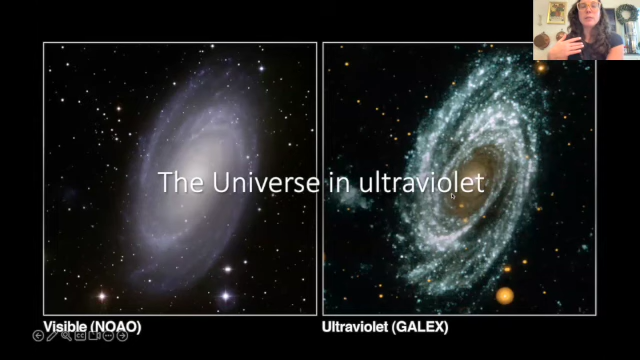 The Universe in ultraviolet
Visible (NOAO)
Ultraviolet (GALEX)